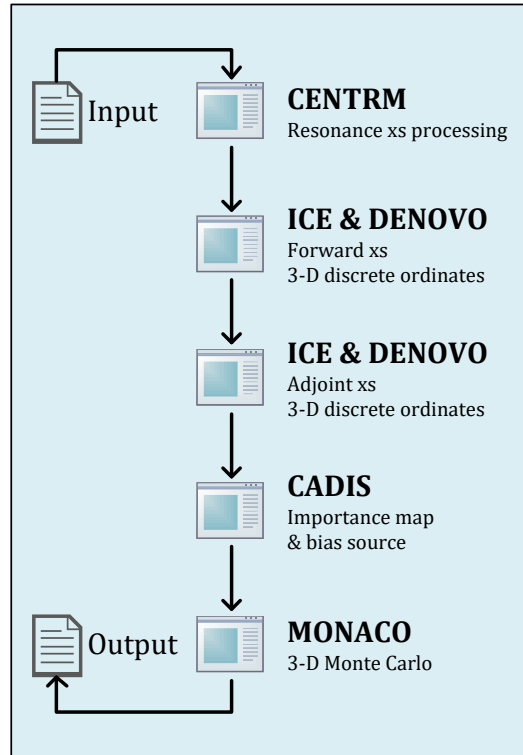 Input
CENTRM
Resonance xs processing
ICE & DENOVO
Forward xs
3-D discrete ordinates
ICE & DENOVO
Adjoint xs
3-D discrete ordinates
CADIS
Importance map
& bias source
Output
MONACO
3-D Monte Carlo